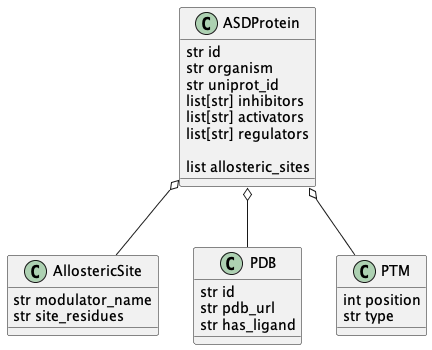 C ASDProtein
str id
str organism
str uniprot_id
list[str] inhibitors
list[str] activators
list[str] regulators
list allosteric_sites
C AllostericSite
str modulator_name
str site_residues
C PDB
str id
str pdb_url
str has_ligand
C PTM
int position
str type